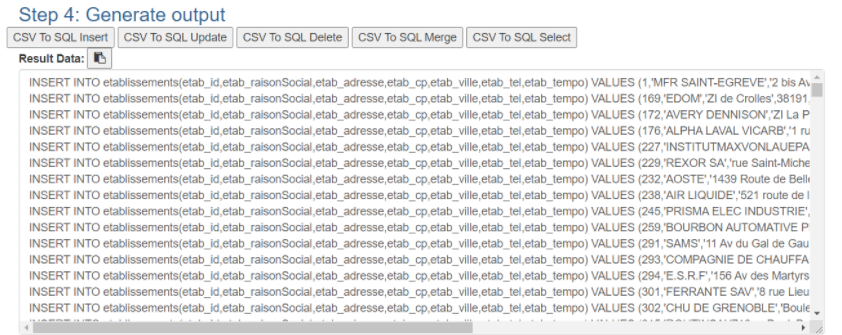 Step 4: Generate output
CSV To SQL Insert CSV To SQL Update CSV To SQL Delete CSV To SQL Merge CSV To SQL Select
Result Data:
INSERT INTO etablissements(etab_id,etab_raisonSocial,etab_adresse,etab_cp,etab_ville,etab_tel,etab_tempo) VALUES (1,'MFR SAINT-EGREVE','2 bis Av
INSERT INTO etablissements(etab_id,etab_raisonSocial,etab_adresse,etab_cp,etab_ville,etab_tel,etab_tempo) VALUES (169,'EDOM','ZI de Crolles',38191,
INSERT INTO etablissements(etab_id,etab_raisonSocial,etab_adresse,etab_cp,etab_ville,etab_tel,etab_tempo) VALUES (172,'AVERY DENNISON','ZI La P
INSERT INTO etablissements(etab_id,etab_raisonSocial,etab_adresse,etab_cp,etab_ville,etab_tel,etab_tempo) VALUES (176,'ALPHA LAVAL VICARB','1 ru
INSERT INTO etablissements(etab_id,etab_raisonSocial,etab_adresse,etab_cp,etab_ville,etab_tel,etab_tempo) VALUES (227,'INSTITUTMAXVONLAUEPA
INSERT INTO etablissements(etab_id,etab_raisonSocial,etab_adresse,etab_cp,etab_ville,etab_tel,etab_tempo) VALUES (229,'REXOR SA','rue Saint-Miche
INSERT INTO etablissements(etab_id,etab_raisonSocial,etab_adresse,etab_cp,etab_ville,etab_tel,etab_tempo) VALUES (232,'AOSTE','1439 Route de Belle
INSERT INTO etablissements(etab_id,etab_raisonSocial,etab_adresse,etab_cp,etab_ville,etab_tel,etab_tempo) VALUES (238,'AIR LIQUIDE','521 route de l
INSERT INTO etablissements(etab_id,etab_raisonSocial,etab_adresse,etab_cp,etab_ville,etab_tel,etab_tempo) VALUES (245,'PRISMA ELEC INDUSTRIE',
INSERT INTO etablissements(etab_id,etab_raisonSocial,etab_adresse,etab_cp,etab_ville,etab_tel,etab_tempo) VALUES (259,'BOURBON AUTOMATIVE P
INSERT INTO etablissements(etab_id,etab_raisonSocial,etab_adresse,etab_cp,etab_ville,etab_tel,etab_tempo) VALUES (291,'SAMS','11 Av du Gal de Gau
INSERT INTO etablissements(etab_id,etab_raisonSocial,etab_adresse,etab_cp,etab_ville,etab_tel,etab_tempo) VALUES (293,'COMPAGNIE DE CHAUFFA
INSERT INTO etablissements(etab_id,etab_raisonSocial,etab_adresse,etab_cp,etab_ville,etab_tel,etab_tempo) VALUES (294,'E.S.R.F','156 Av des Martyrs
INSERT INTO etablissements(etab_id,etab_raisonSocial,etab_adresse,etab_cp,etab_ville,etab_tel,etab_tempo) VALUES (301,'FERRANTE SAV','8 rue Lieu
INSERT INTO etablissements(etab_id,etab_raisonSocial,etab_adresse,etab_cp,etab_ville,etab_tel,etab_tempo) VALUES (302,'CHU DE GRENOBLE','Boule